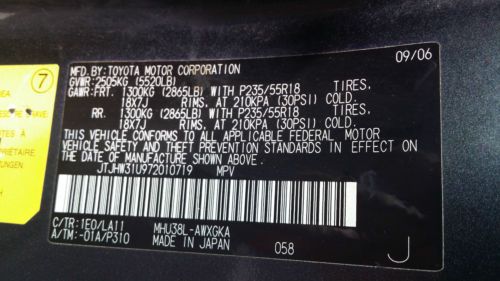 09/06
MFD. BY: TOYOTA MOTOR CORPORATION
GVWR: 2505KG (5520LB)
GAWR: FRT. 1300KG (2865LB) WITH P235/55R18 TIRES,
18X7J RIMS, AT 210KPA (30PSI) COLD,
RR. 1300KG (2865LB) WITH P235/55R18 TIRES,
18X7J RIMS, AT 210KPA (30PSI) COLD.
THIS VEHICLE CONFORMS TO ALL APPLICABLE FEDERAL MOTOR
VEHICLE SAFETY AND THEFT PREVENTION STANDARDS IN EFFECT ON
THE DATE OF MANUFACTURE SHOWN ABOVE.
JTJHW31U972010719 MPV
C/TR: 1E0/LA11 MHU38L-AWXGKA
A/TM: -01A/P310 MADE IN JAPAN 058 J
7